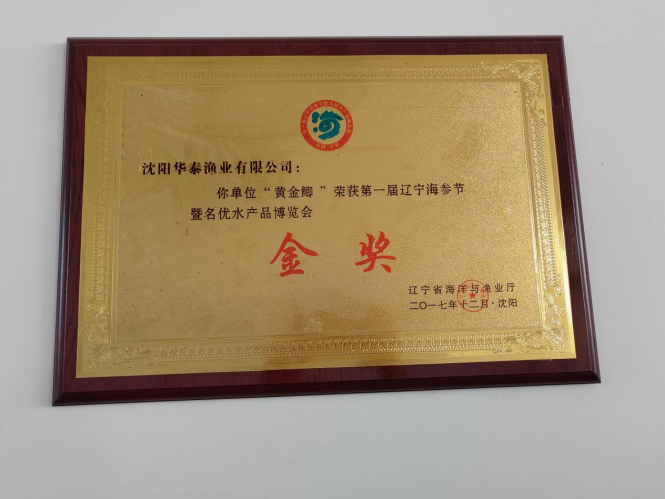 沈阳华泰渔业有限公司：
你单位“黄金鲫”荣获第一届辽宁海参节
暨名优水产品博览会
金 奖
辽宁省海洋与渔业厅
二〇一七年十二月·沈阳